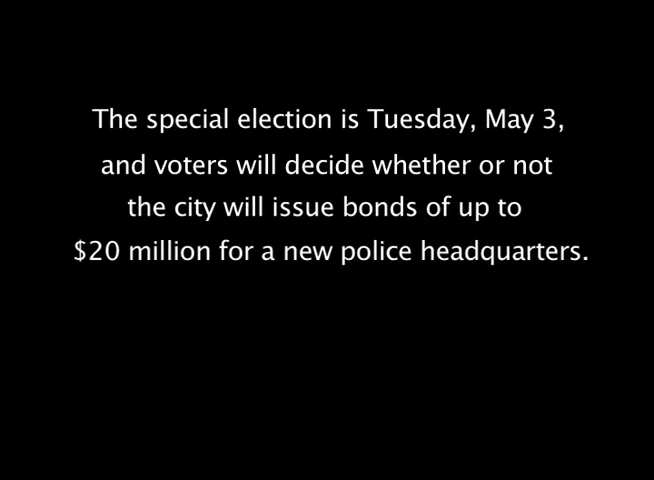 The special election is Tuesday, May 3,
and voters will decide whether or not
the city will issue bonds of up to
$20 million for a new police headquarters.